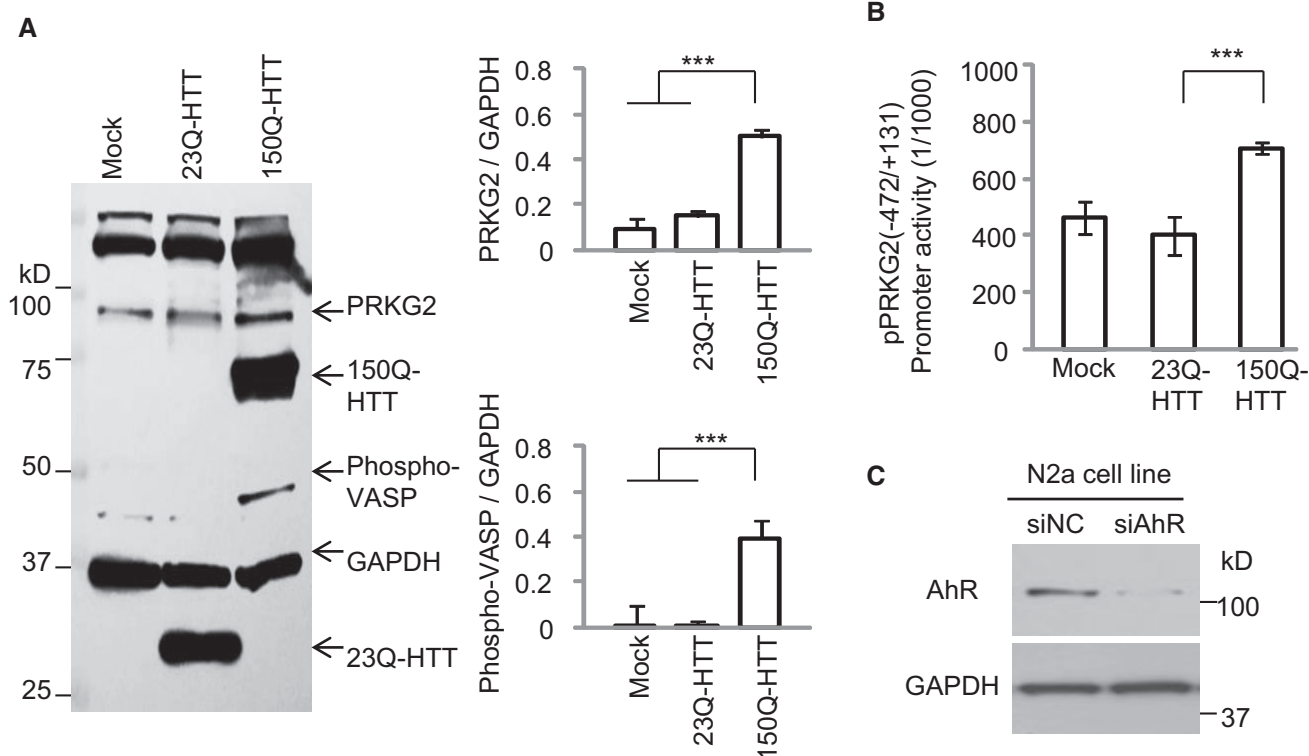 A
Mock
23Q-HTT
150Q-HTT
kD
100
75
50
37
25
PRKG2
150Q-
HTT
Phospho-
VASP
GAPDH
23Q-HTT
PRKG2 / GAPDH
0.8
0.6
0.4
0.2
0
***
Mock
23Q-HTT
150Q-HTT
Phospho-VASP / GAPDH
0.8
0.6
0.4
0.2
0
***
Mock
23Q-HTT
150Q-HTT
B
pPRKG2(-472/+131)
Promoter activity (1/1000)
1000
800
600
400
200
0
***
Mock
23Q-
HTT
150Q-
HTT
C
N2a cell line
siNC siAhR
kD
AhR
100
GAPDH
37